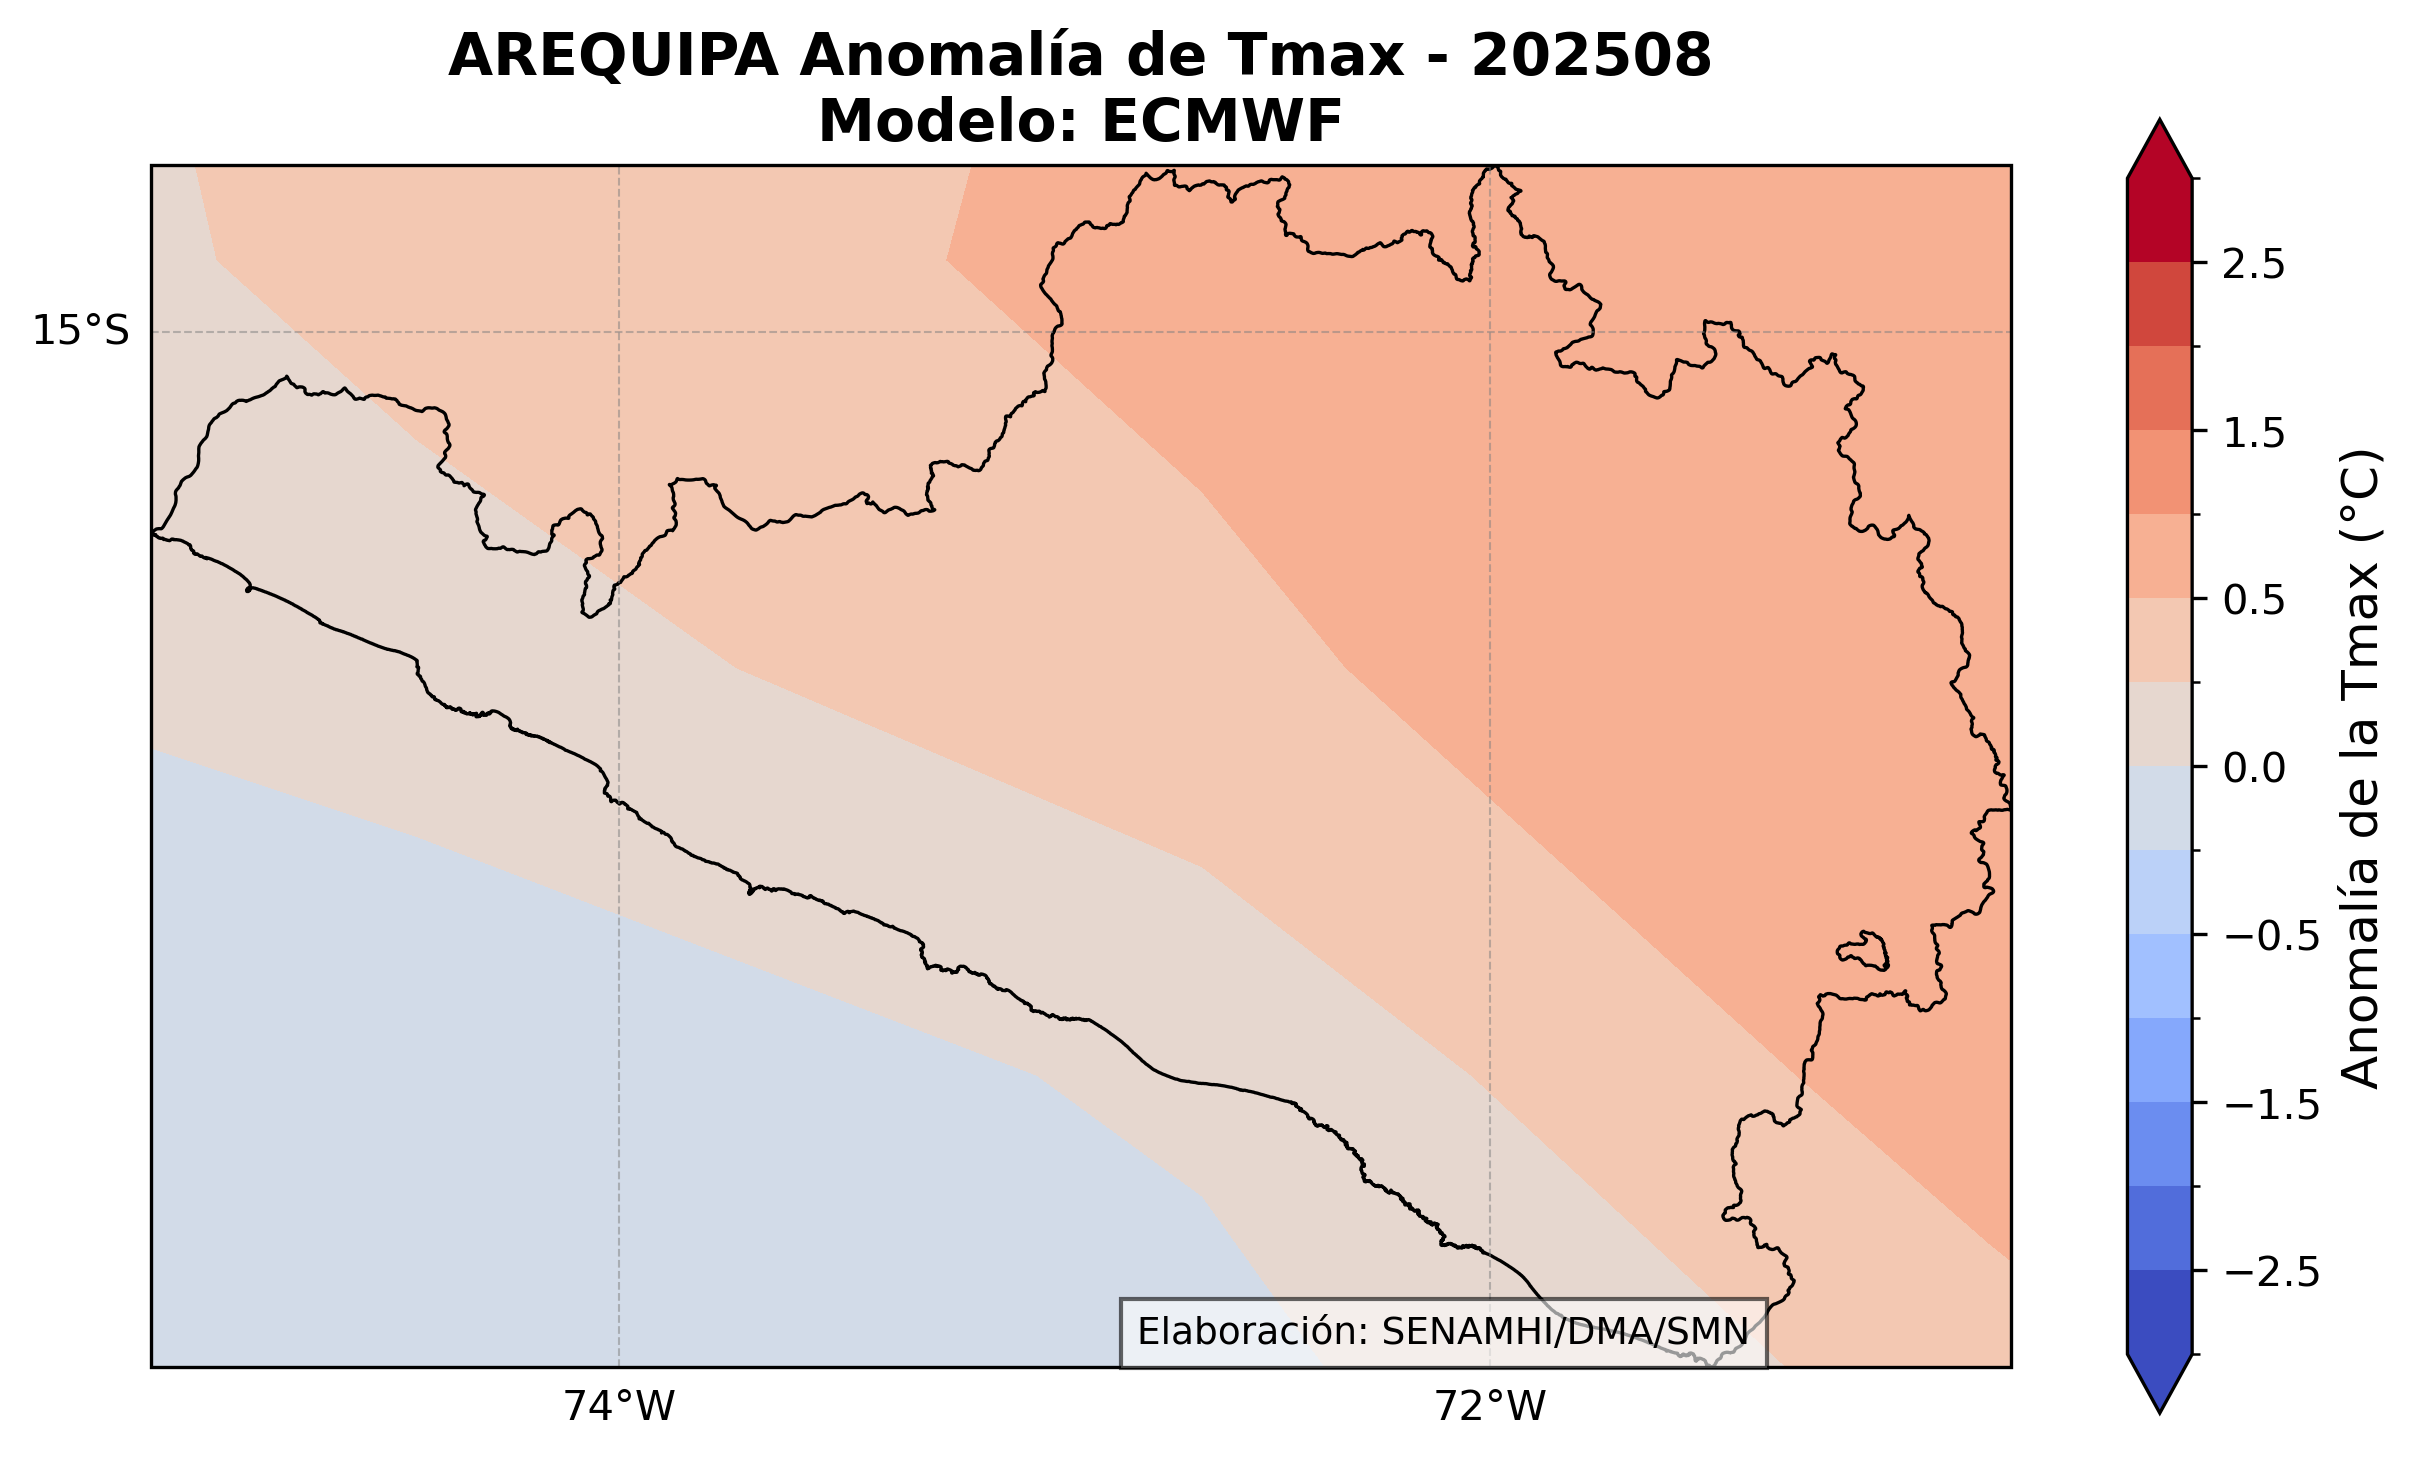 AREQUIPA Anomalía de Tmax - 202508
Modelo: ECMWF
15°S
74°W
72°W
Elaboración: SENAMHI/DMA/SMN
2.5
1.5
0.5
0.0
−0.5
−1.5
−2.5
Anomalía de la Tmax (°C)